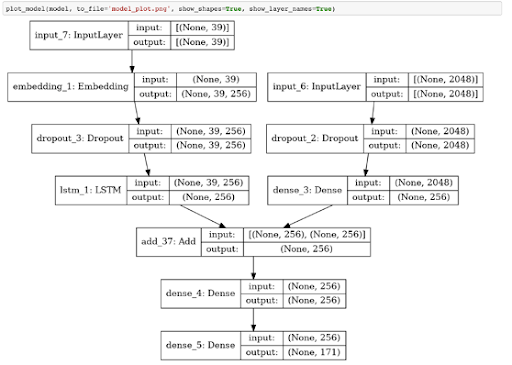 plot_model(model, to_file='model_plot.png', show_shapes=True, show_layer_names=True)
input_7: InputLayer input: [(None, 39)]
output: [(None, 39)]
embedding_1: Embedding input: (None, 39)
output: (None, 39, 256)
input_6: InputLayer input: [(None, 2048)]
output: [(None, 2048)]
dropout_3: Dropout input: (None, 39, 256)
output: (None, 39, 256)
dropout_2: Dropout input: (None, 2048)
output: (None, 2048)
lstm_1: LSTM input: (None, 39, 256)
output: (None, 256)
dense_3: Dense input: (None, 2048)
output: (None, 256)
add_37: Add input: [(None, 256), (None, 256)]
output: (None, 256)
dense_4: Dense input: (None, 256)
output: (None, 256)
dense_5: Dense input: (None, 256)
output: (None, 171)